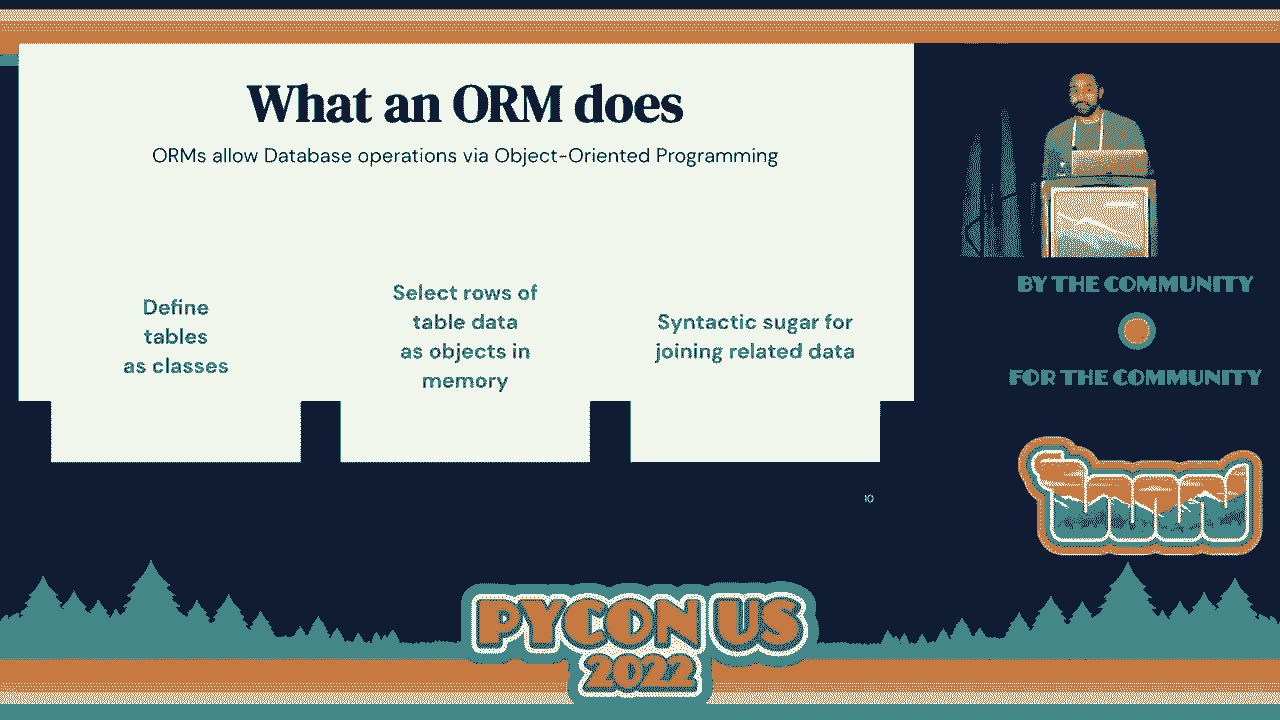 What an ORM does
ORMs allow Database operations via Object-Oriented Programming
Define
tables
as classes
Select rows of
table data
as objects in
memory
Syntactic sugar for
joining related data
10
BY THE COMMUNITY
FOR THE COMMUNITY
PYCON US
2022